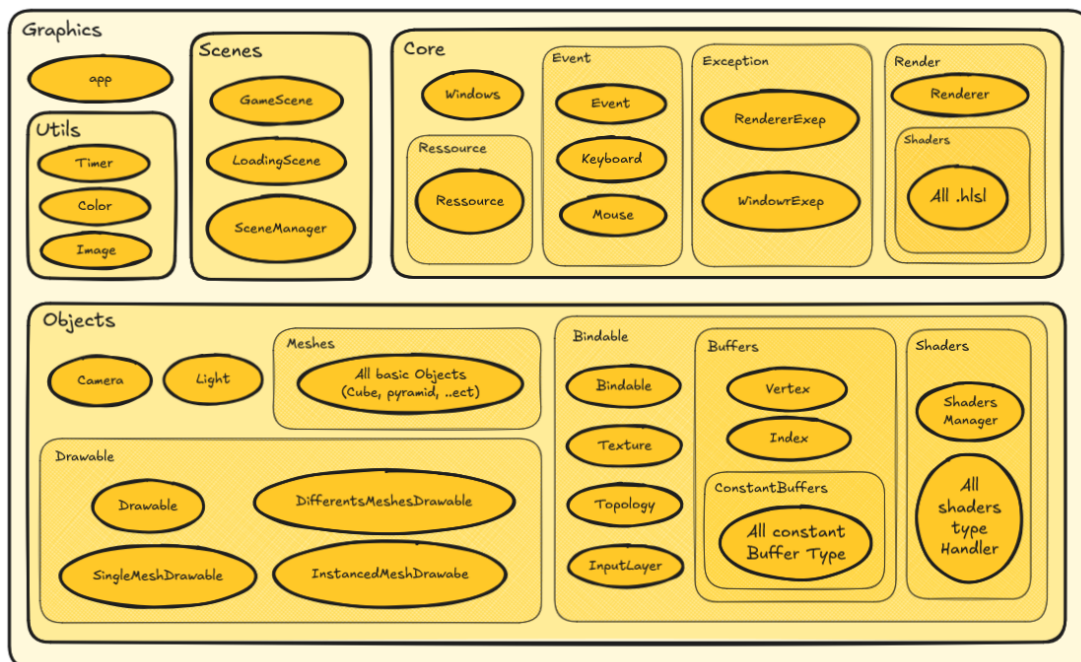 Graphics
app
Utils
Timer
Color
Image
Scenes
GameScene
LoadingScene
SceneManager
Core
Windows
Ressource
Ressource
Event
Event
Keyboard
Mouse
Exception
RendererExep
WindowrExep
Render
Renderer
Shaders
All .hlsl
Objects
Camera
Light
Meshes
All basic Objects
(Cube, pyramid, ..ect)
Drawable
Drawable
DifferentsMeshesDrawable
SingleMeshDrawable
InstancedMeshDrawabe
Bindable
Bindable
Texture
Topology
InputLayer
Buffers
Vertex
Index
ConstantBuffers
All constant
Buffer Type
Shaders
Shaders
Manager
All
shaders
type
Handler